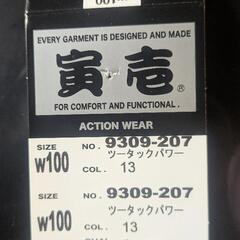 EVERY GARMENT IS DESIGNED AND MADE
寅壱®
FOR COMFORT AND FUNCTIONAL.
ACTION WEAR
SIZE NO. 9309-207
ツータックパワー
W100 COL. 13
SIZE NO. 9309-207
ツータックパワー
W100 COL. 13